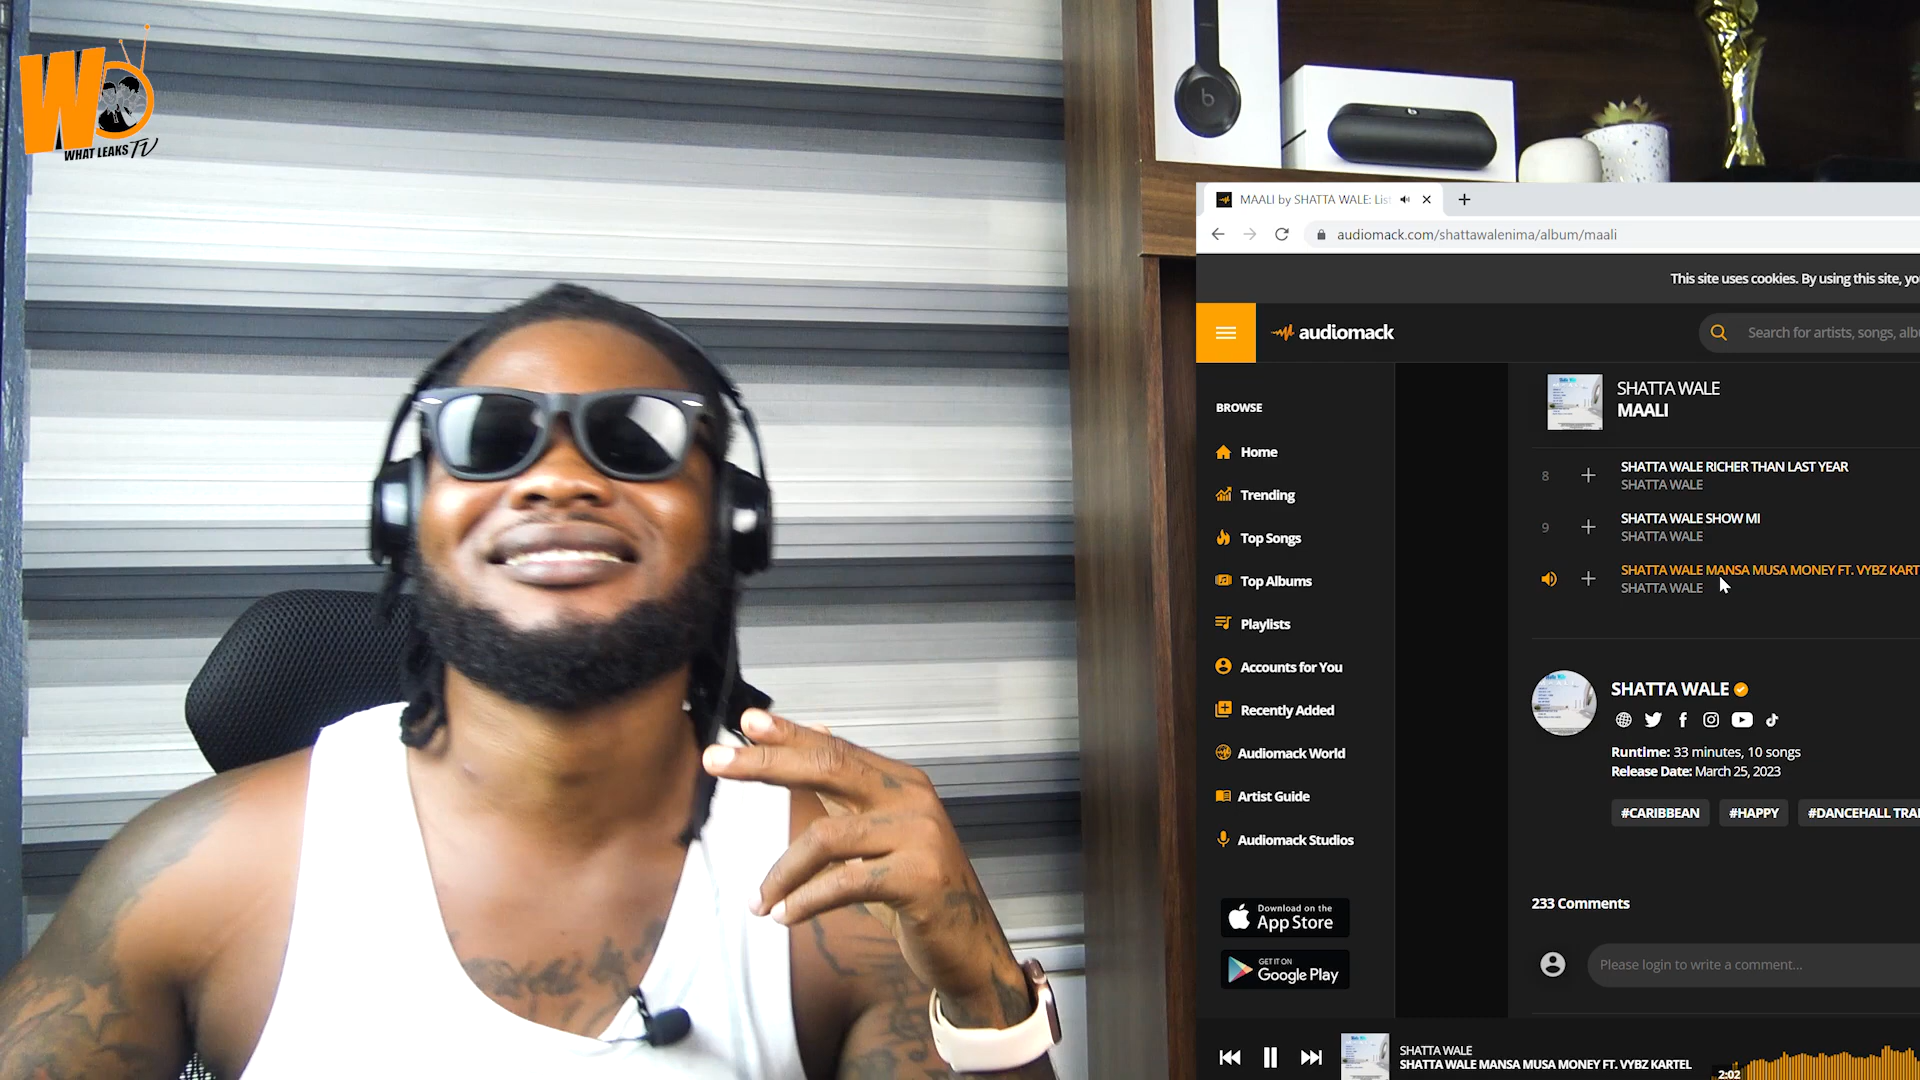 WHAT LEAKS TV
MAALI by SHATTA WALE: Lis
audiomack.com/shattawalenima/album/maali
This site uses cookies. By using this site, yo
audiomack
Search for artists, songs, alb
BROWSE
Home
Trending
Top Songs
Top Albums
Playlists
Accounts for You
Recently Added
Audiomack World
Artist Guide
Audiomack Studios
Download on the
App Store
GET IT ON
Google Play
SHATTA WALE
MAALI
8
SHATTA WALE RICHER THAN LAST YEAR
SHATTA WALE
9
SHATTA WALE SHOW MI
SHATTA WALE
SHATTA WALE MANSA MUSA MONEY FT. VYBZ KART
SHATTA WALE
SHATTA WALE
Runtime: 33 minutes, 10 songs
Release Date: March 25, 2023
#CARIBBEAN
#HAPPY
#DANCEHALL TRA
233 Comments
Please login to write a comment...
SHATTA WALE
SHATTA WALE MANSA MUSA MONEY FT. VYBZ KARTEL
2:02